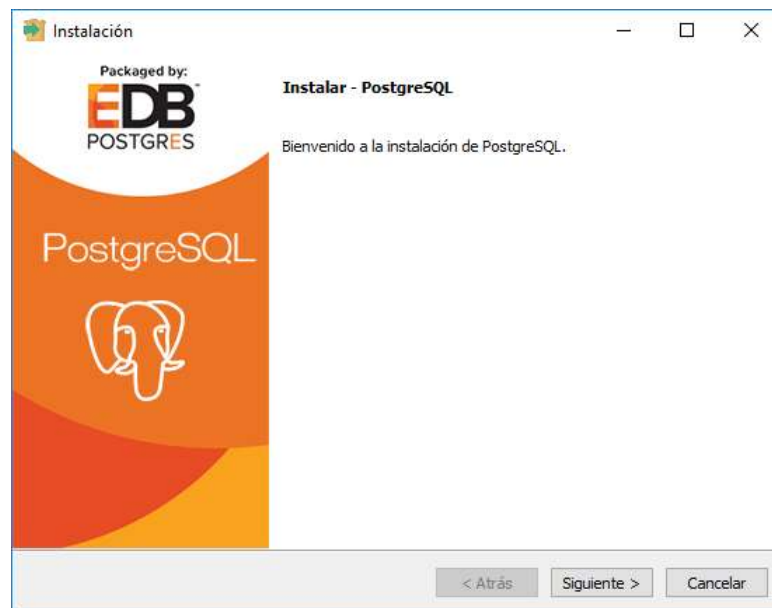 Instalación
Packaged by:
EDB
POSTGRES
PostgreSQL
Instalar - PostgreSQL
Bienvenido a la instalación de PostgreSQL.
< Atrás
Siguiente >
Cancelar